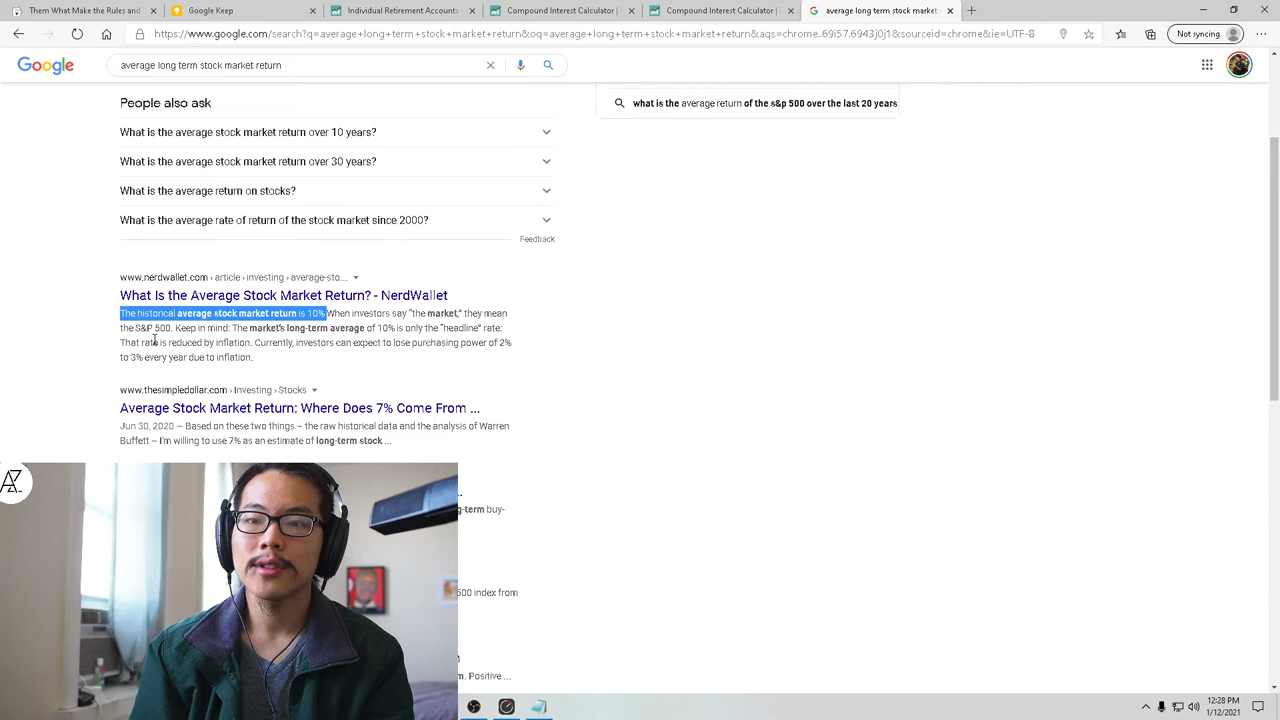 Them What Make the Rules and
Google Keep
Individual Retirement Accounts
Compound Interest Calculator |
Compound Interest Calculator |
average long term stock market
https://www.google.com/search?q=average+long+term+stock+market+return&oq=average+long+term+stock+market+return&aqs=chrome..69i57.6943j0j1&sourceid=chrome&ie=UTF-8
Not syncing
Google
average long term stock market return
People also ask
what is the average return of the s&p 500 over the last 20 years
What is the average stock market return over 10 years?
What is the average stock market return over 30 years?
What is the average return on stocks?
What is the average rate of return of the stock market since 2000?
Feedback
www.nerdwallet.com › article › investing › average-sto...
What Is the Average Stock Market Return? - NerdWallet
The historical average stock market return is 10% When investors say “the market,” they mean
the S&P 500. Keep in mind: The market's long-term average of 10% is only the “headline” rate:
That rate is reduced by inflation. Currently, investors can expect to lose purchasing power of 2%
to 3% every year due to inflation.
www.thesimpledollar.com › Investing › Stocks
Average Stock Market Return: Where Does 7% Come From ...
Jun 30, 2020 — Based on these two things – the raw historical data and the analysis of Warren
Buffett – I'm willing to use 7% as an estimate of long-term stock ...
AZ
...
g-term buy-
500 index from
m. Positive ...
12:28 PM
1/12/2021